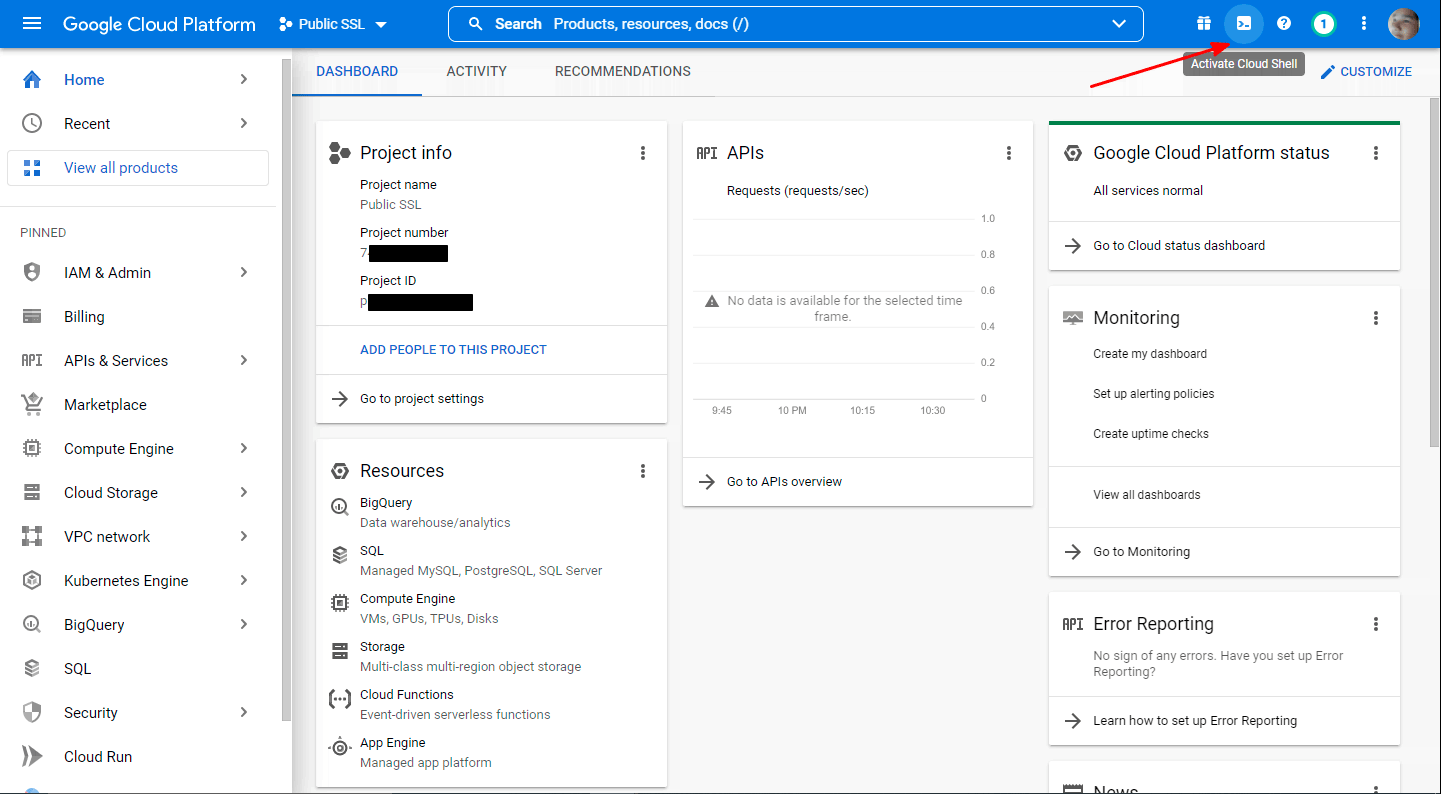 Google Cloud Platform
Public SSL
Search Products, resources, docs (/)
1
Activate Cloud Shell
Home
Recent
View all products
PINNED
IAM & Admin
Billing
API
APIs & Services
Marketplace
Compute Engine
Cloud Storage
VPC network
Kubernetes Engine
BigQuery
SQL
Security
Cloud Run
DASHBOARD
ACTIVITY
RECOMMENDATIONS
CUSTOMIZE
Project info
Project name
Public SSL
Project number
7
Project ID
p
ADD PEOPLE TO THIS PROJECT
Go to project settings
Resources
BigQuery
Data warehouse/analytics
SQL
Managed MySQL, PostgreSQL, SQL Server
Compute Engine
VMs, GPUs, TPUs, Disks
Storage
Multi-class multi-region object storage
Cloud Functions
Event-driven serverless functions
App Engine
Managed app platform
API APIs
Requests (requests/sec)
1.0
0.8
0.6
No data is available for the selected time
frame.
0.4
0.2
0
9:45 10 PM 10:15 10:30
Go to APIs overview
Google Cloud Platform status
All services normal
Go to Cloud status dashboard
Monitoring
Create my dashboard
Set up alerting policies
Create uptime checks
View all dashboards
Go to Monitoring
API Error Reporting
No sign of any errors. Have you set up Error
Reporting?
Learn how to set up Error Reporting
News